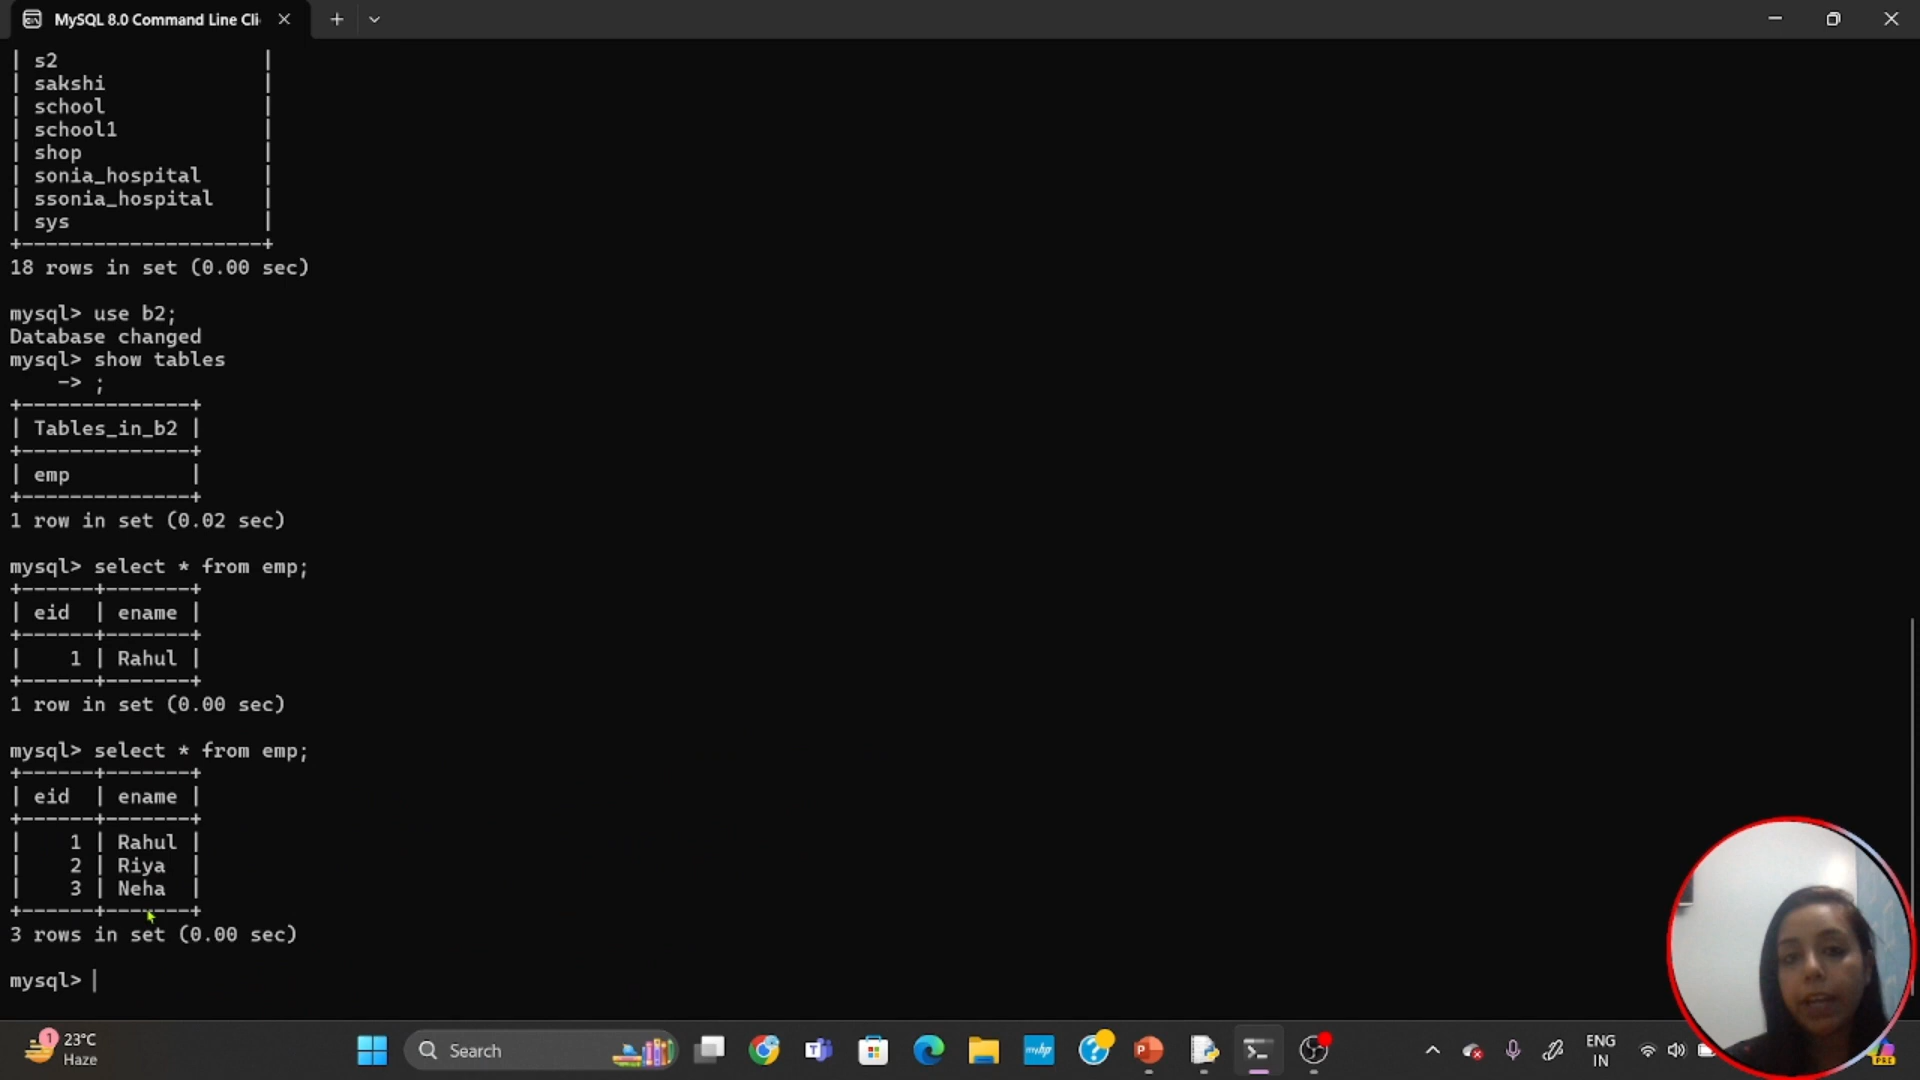 MySQL 8.0 Command Line Cli
| s2 |
| sakshi |
| school |
| school1 |
| shop |
| sonia_hospital |
| ssonia_hospital |
| sys |
+--------------------+
18 rows in set (0.00 sec)
mysql> use b2;
Database changed
mysql> show tables
-> ;
+--------------+
| Tables_in_b2 |
+--------------+
| emp |
+--------------+
1 row in set (0.02 sec)
mysql> select * from emp;
+------+-------+
| eid | ename |
+------+-------+
| 1 | Rahul |
+------+-------+
1 row in set (0.00 sec)
mysql> select * from emp;
+------+-------+
| eid | ename |
+------+-------+
| 1 | Rahul |
| 2 | Riya |
| 3 | Neha |
+------+-------+
3 rows in set (0.00 sec)
mysql>
1
23°C
Haze
Search
myhp
ENG
IN
PRE